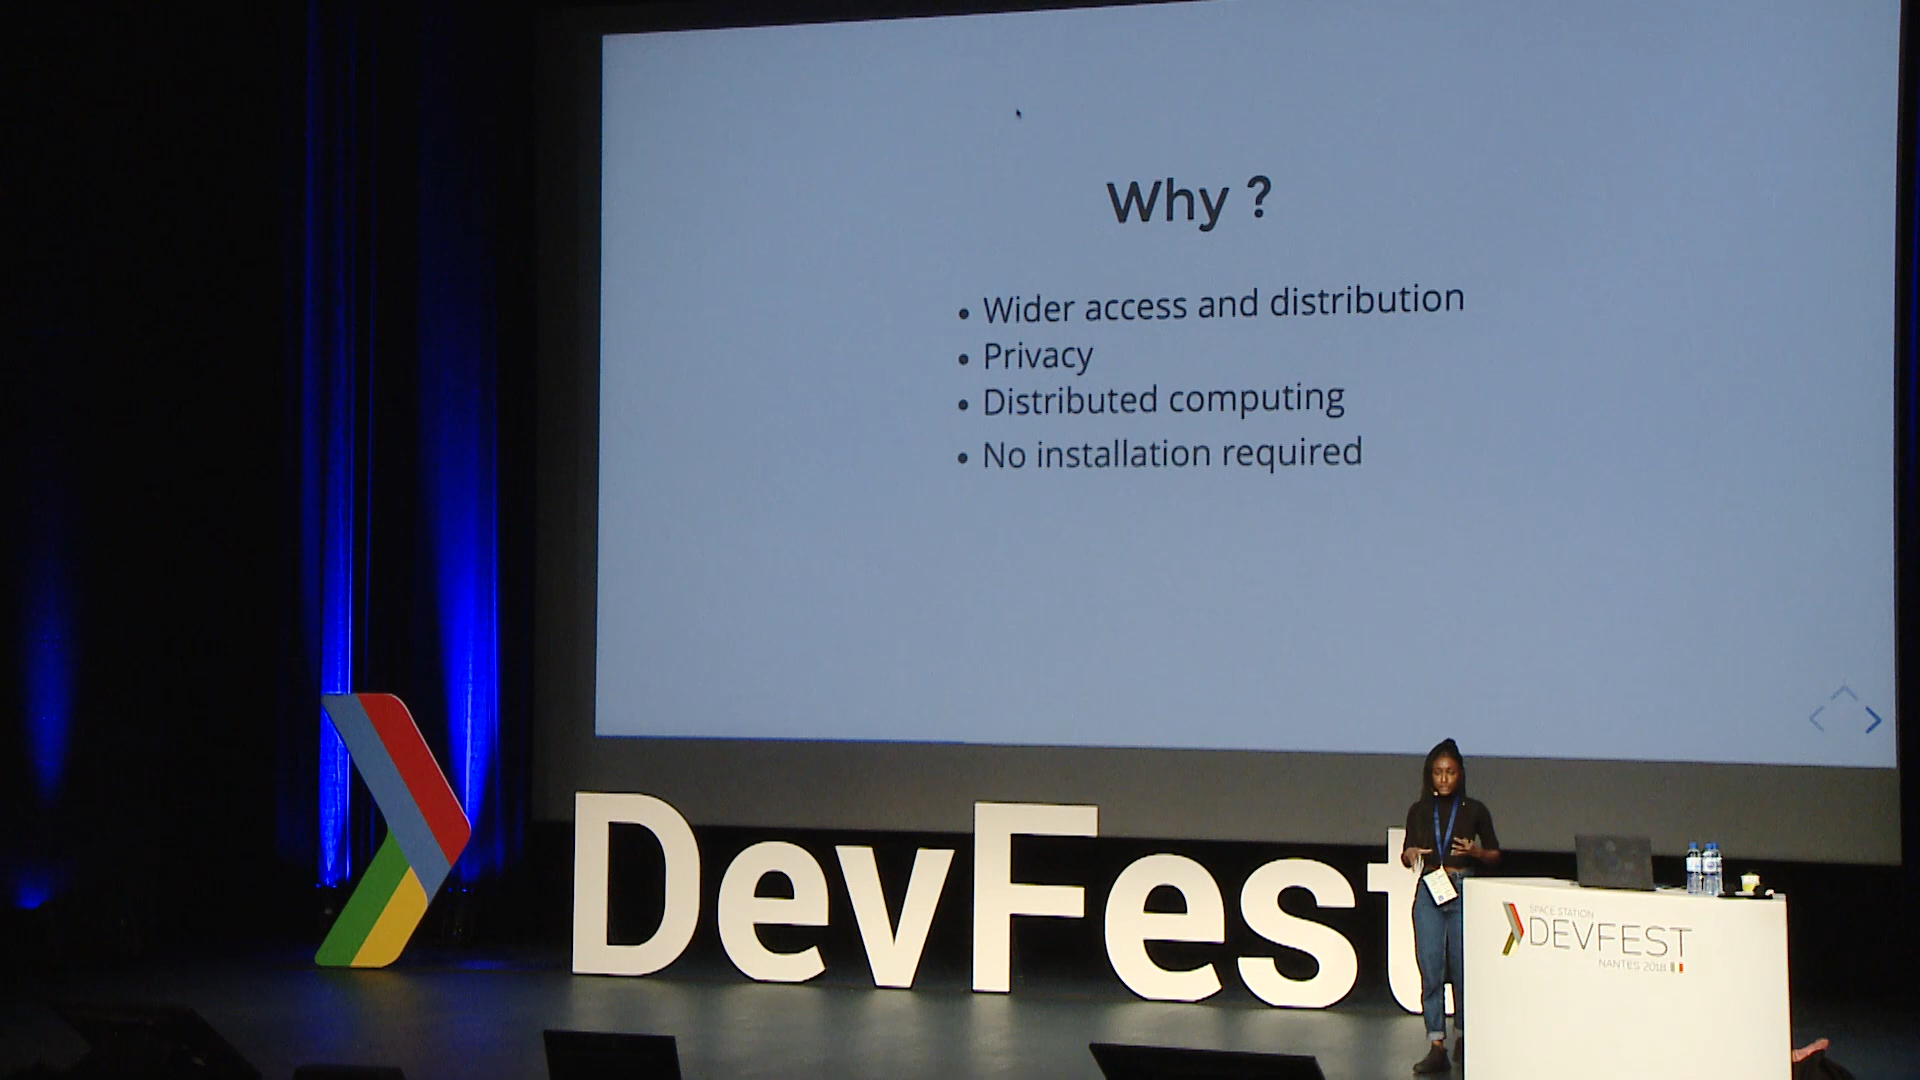 Why ?
• Wider access and distribution
• Privacy
• Distributed computing
• No installation required
DevFest
SPACE STATION
DEVFEST
NANTES 2018